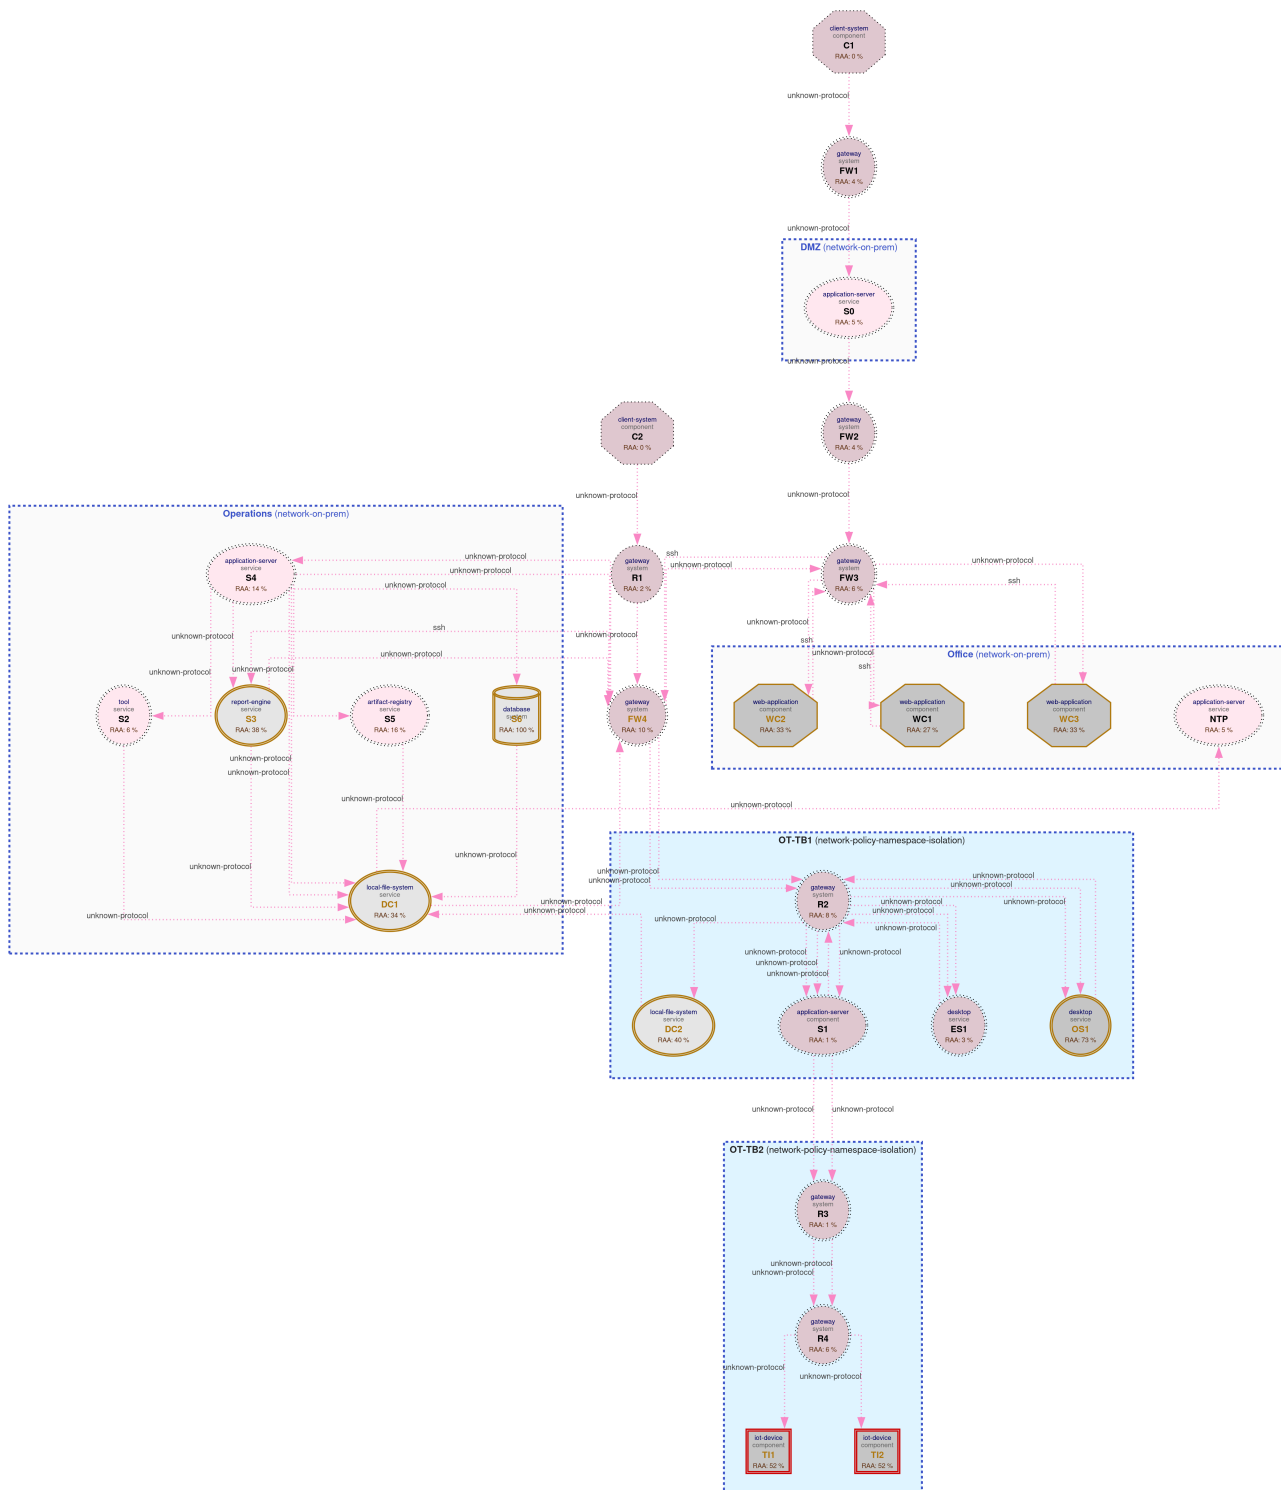 client-system
component
C1
RAA: 0 %
unknown-protocol
gateway
system
FW1
RAA: 4 %
unknown-protocol
DMZ (network-on-prem)
application-server
service
S0
RAA: 5 %
unknown-protocol
client-system
component
C2
RAA: 0 %
gateway
system
FW2
RAA: 4 %
unknown-protocol
unknown-protocol
Operations (network-on-prem)
application-server
service
S4
RAA: 14 %
unknown-protocol
unknown-protocol
unknown-protocol
gateway
system
R1
RAA: 2 %
ssh
unknown-protocol
gateway
system
FW3
RAA: 6 %
unknown-protocol
ssh
unknown-protocol
ssh
unknown-protocol
unknown-protocol
ssh
unknown-protocol
ssh
unknown-protocol
unknown-protocol
unknown-protocol
Office (network-on-prem)
tool
service
S2
RAA: 6 %
report-engine
service
S3
RAA: 38 %
artifact-registry
service
S5
RAA: 16 %
database
system
S6
RAA: 100 %
gateway
system
FW4
RAA: 10 %
web-application
component
WC2
RAA: 33 %
web-application
component
WC1
RAA: 27 %
web-application
component
WC3
RAA: 33 %
application-server
service
NTP
RAA: 5 %
unknown-protocol
unknown-protocol
unknown-protocol
unknown-protocol
OT-TB1 (network-policy-namespace-isolation)
unknown-protocol
unknown-protocol
unknown-protocol
unknown-protocol
local-file-system
service
DC1
RAA: 34 %
unknown-protocol
unknown-protocol
unknown-protocol
gateway
system
R2
RAA: 8 %
unknown-protocol
unknown-protocol
unknown-protocol
unknown-protocol
unknown-protocol
unknown-protocol
unknown-protocol
unknown-protocol
unknown-protocol
unknown-protocol
unknown-protocol
local-file-system
service
DC2
RAA: 40 %
application-server
component
S1
RAA: 1 %
desktop
service
ES1
RAA: 3 %
desktop
service
OS1
RAA: 73 %
unknown-protocol
unknown-protocol
OT-TB2 (network-policy-namespace-isolation)
gateway
system
R3
RAA: 1 %
unknown-protocol
unknown-protocol
gateway
system
R4
RAA: 6 %
unknown-protocol
unknown-protocol
iot-device
component
TI1
RAA: 52 %
iot-device
component
TI2
RAA: 52 %